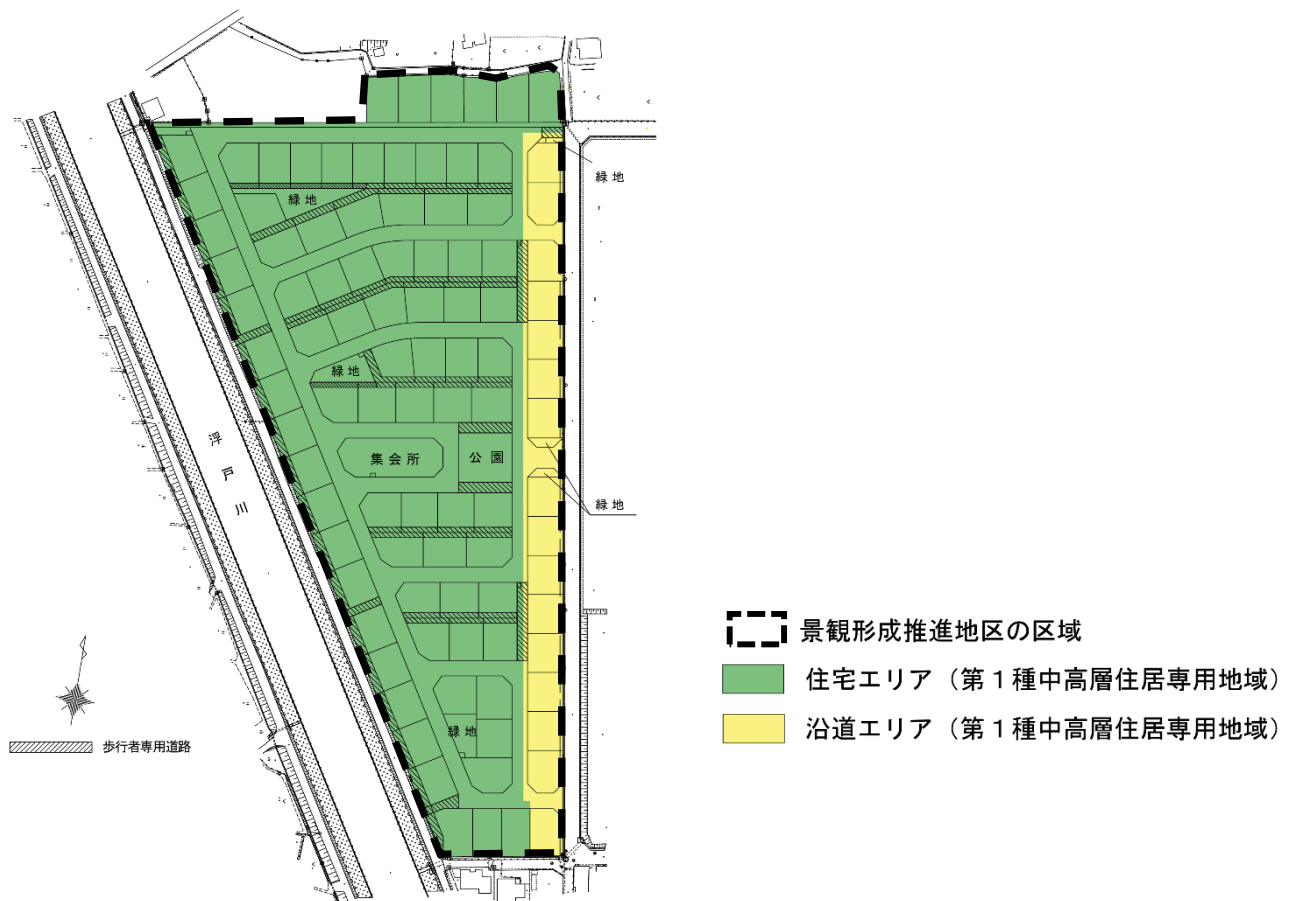 緑地
緑地
緑地
集会所
公園
緑地
浮戸川
緑地
歩行者専用道路
景観形成推進地区の区域
住宅エリア（第１種中高層住居専用地域）
沿道エリア（第１種中高層住居専用地域）